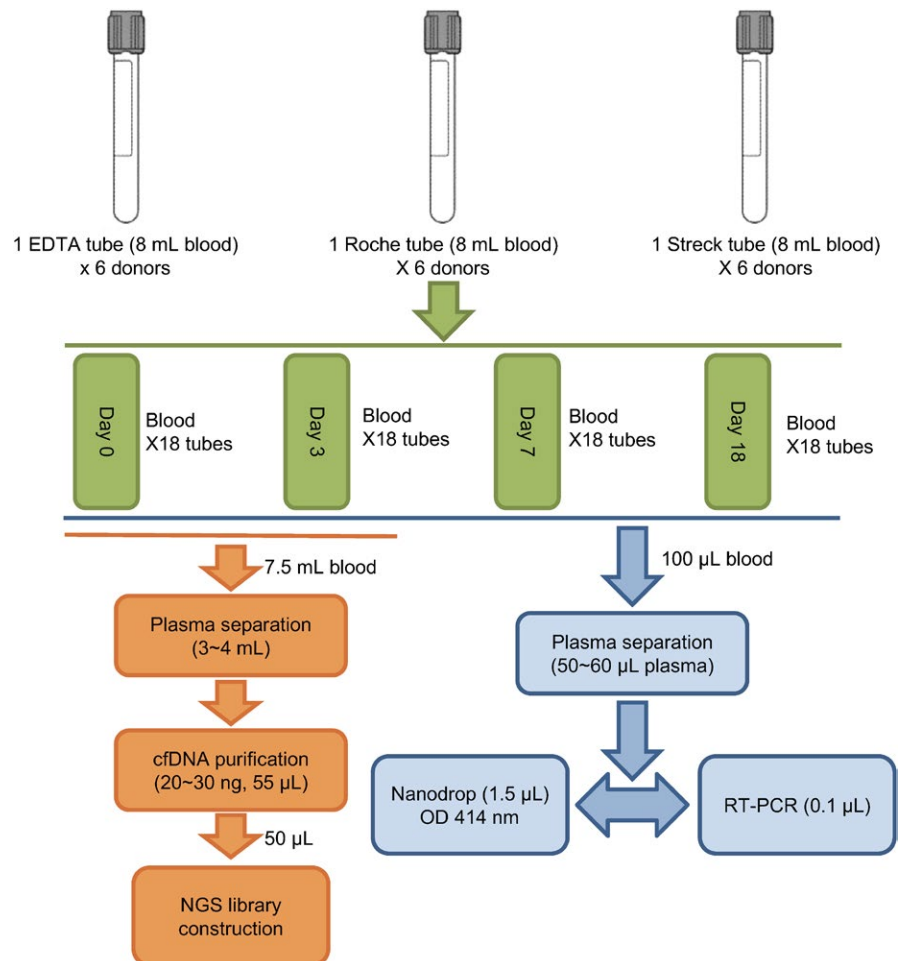 1 EDTA tube (8 mL blood)
x 6 donors
1 Roche tube (8 mL blood)
X 6 donors
1 Streck tube (8 mL blood)
X 6 donors
Day 0
Blood
X18 tubes
Day 3
Blood
X18 tubes
Day 7
Blood
X18 tubes
Day 18
Blood
X18 tubes
7.5 mL blood
Plasma separation
(3~4 mL)
cfDNA purification
(20~30 ng, 55 µL)
50 µL
NGS library
construction
100 µL blood
Plasma separation
(50~60 µL plasma)
Nanodrop (1.5 µL)
OD 414 nm
RT-PCR (0.1 µL)